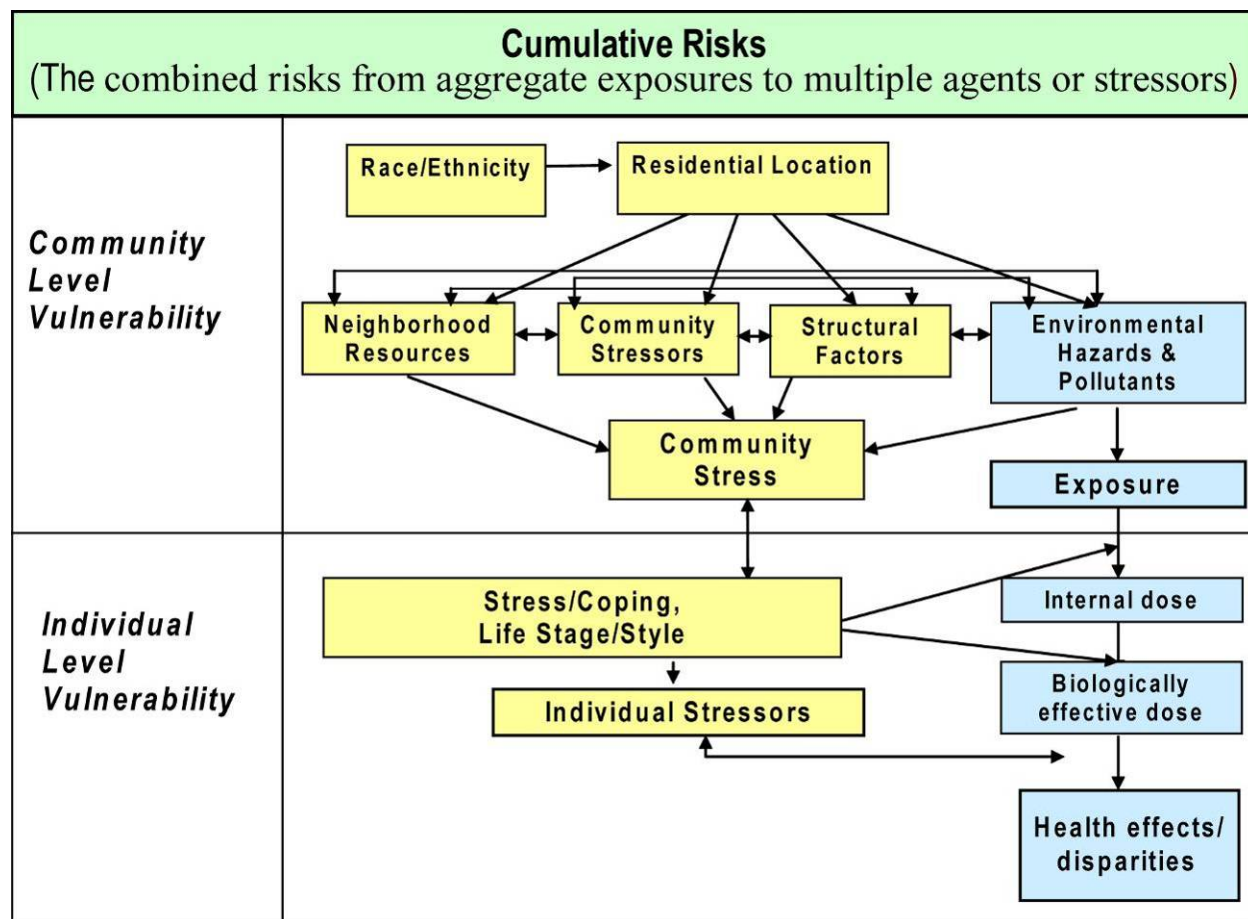 Cumulative Risks
(The combined risks from aggregate exposures to multiple agents or stressors)
Community
Level
Vulnerability
Race/Ethnicity
Residential Location
Neighborhood
Resources
Community
Stressors
Structural
Factors
Environmental
Hazards &
Pollutants
Community
Stress
Exposure
Individual
Level
Vulnerability
Stress/Coping,
Life Stage/Style
Internal dose
Individual Stressors
Biologically
effective dose
Health effects/
disparities